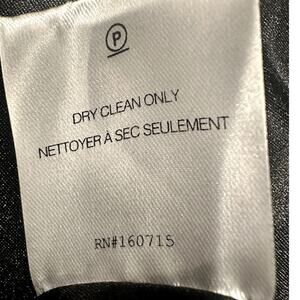 P
DRY CLEAN ONLY
NETTOYER À SEC SEULEMENT
RN#160715